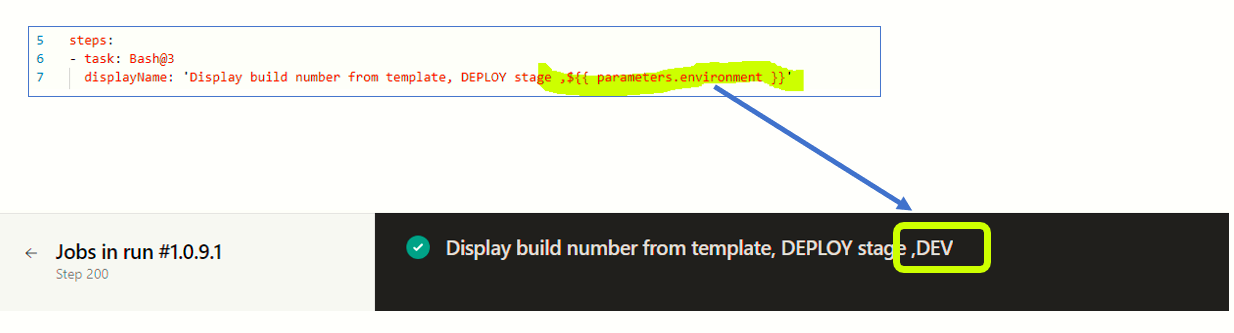 5 steps:
6 - task: Bash@3
7 displayName: 'Display build number from template, DEPLOY stage ,${{ parameters.environment }}'
← Jobs in run #1.0.9.1
Step 200
Display build number from template, DEPLOY stage ,DEV